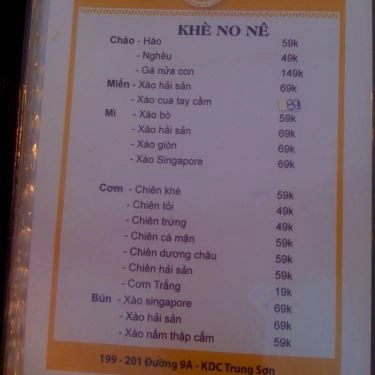 KHÈ NO NÊ
Cháo - Hào 59k
- Nghêu 49k
- Gà nửa con 149k
Miến - Xào hải sản 69k
- Xào cua tay cầm 89
Mì - Xào bò 59k
- Xào hải sản 69k
- Xào giòn 69k
- Xào Singapore 69k
Cơm - Chiên khè 59k
- Chiên tỏi 49k
- Chiên trứng 49k
- Chiên cá mặn 59k
- Chiên dương châu 59k
- Chiên hải sản 59k
- Cơm Trắng 19k
Bún - Xào singapore 69k
- Xào hải sản 69k
- Xào nấm thập cẩm 59k
199 - 201 Đường 9A - KDC Trung Sơn